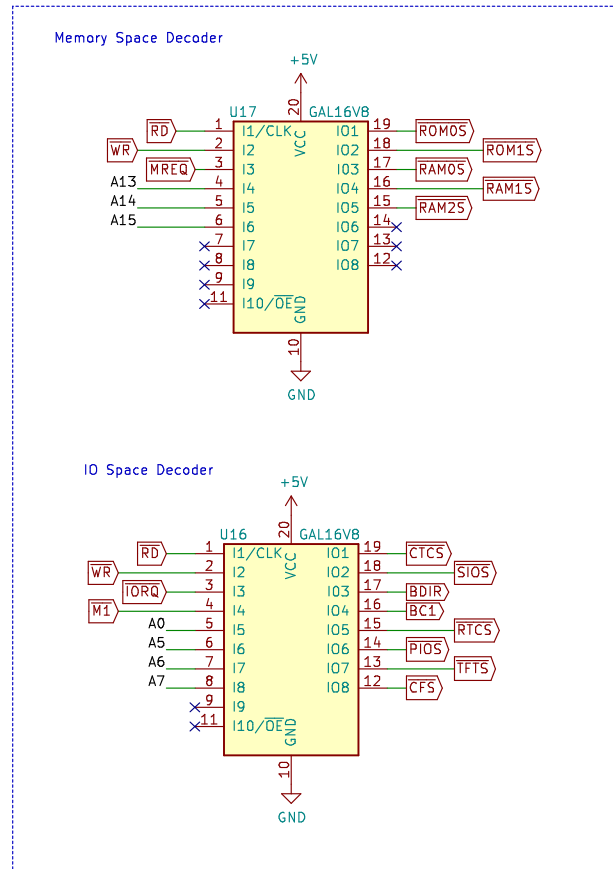 Memory Space Decoder
+5V
U17 GAL16V8
20
VCC
RD 1 I1/CLK IO1 19 ROM0S
WR 2 I2 IO2 18 ROM1S
MREQ 3 I3 IO3 17 RAM0S
A13 4 I4 IO4 16 RAM1S
A14 5 I5 IO5 15 RAM2S
A15 6 I6 IO6 14
7 I7 IO7 13
8 I8 IO8 12
9 I9
11 I10/OE
GND
10
GND
IO Space Decoder
+5V
U16 GAL16V8
20
VCC
RD 1 I1/CLK IO1 19 CTCS
WR 2 I2 IO2 18 SIOS
IORQ 3 I3 IO3 17 BDIR
M1 4 I4 IO4 16 BC1
A0 5 I5 IO5 15 RTCS
A5 6 I6 IO6 14 PIOS
A6 7 I7 IO7 13 TFTS
A7 8 I8 IO8 12 CFS
9 I9
11 I10/OE
GND
10
GND